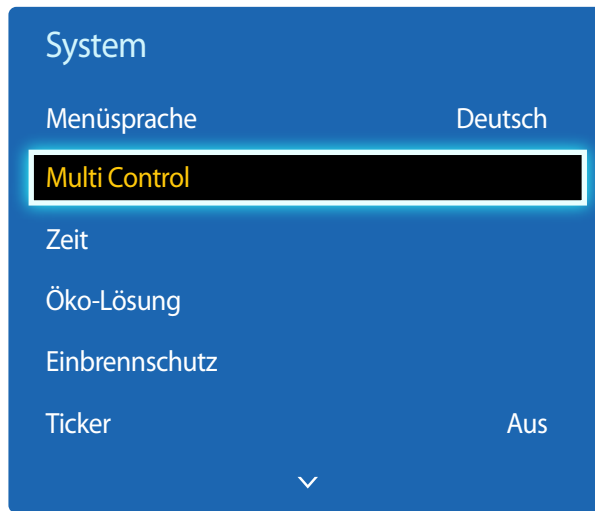 System
Menüsprache Deutsch
Multi Control
Zeit
Öko-Lösung
Einbrennschutz
Ticker Aus